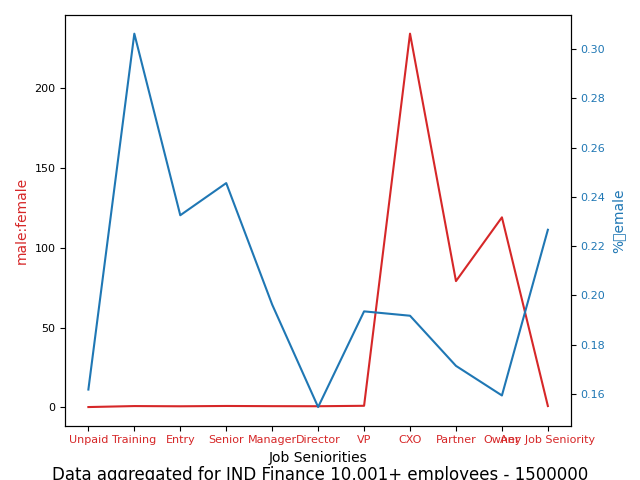 200
150
100
50
0
male:female
0.30
0.28
0.26
0.24
0.22
0.20
0.18
0.16
%▯emale
Unpaid Training Entry Senior Manager Director VP CXO Partner Owner Any Job Seniority
Job Seniorities
Data aggregated for IND Finance 10,001+ employees - 1500000